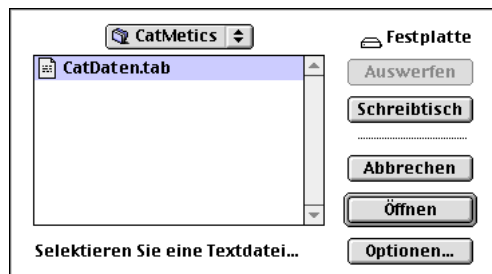 CatMetics
Festplatte
CatDaten.tab
Auswerfen
Schreibtisch
Abbrechen
Öffnen
Selektieren Sie eine Textdatei...
Optionen...